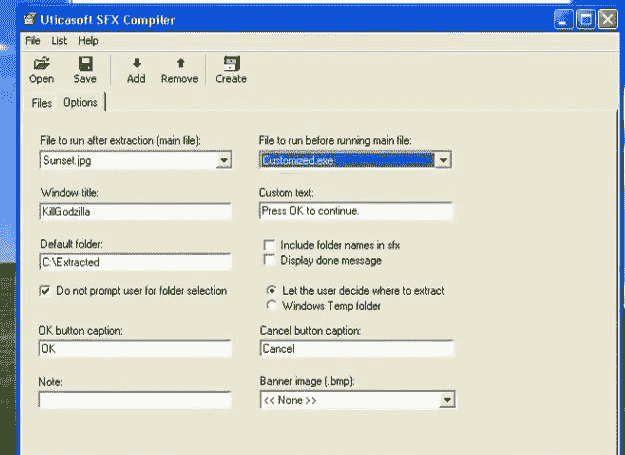 Uticasoft SFX Compiler
File List Help
Open Save Add Remove Create
Files Options
File to run after extraction (main file): File to run before running main file:
Sunset.jpg Customized.exe
Window title: Custom text:
KillGodzilla Press OK to continue.
Default folder: Include folder names in sfx
C:\Extracted Display done message
Do not prompt user for folder selection Let the user decide where to extract
Windows Temp folder
OK button caption: Cancel button caption:
OK Cancel
Note: Banner image (.bmp):
<< None >>